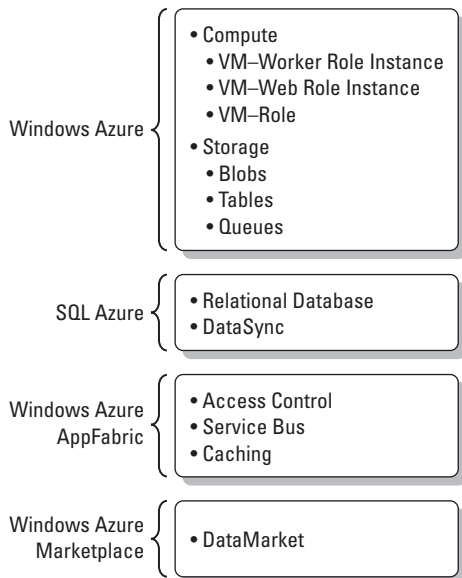 Windows Azure
• Compute
• VM–Worker Role Instance
• VM–Web Role Instance
• VM–Role
• Storage
• Blobs
• Tables
• Queues
SQL Azure
• Relational Database
• DataSync
Windows Azure
AppFabric
• Access Control
• Service Bus
• Caching
Windows Azure
Marketplace
• DataMarket